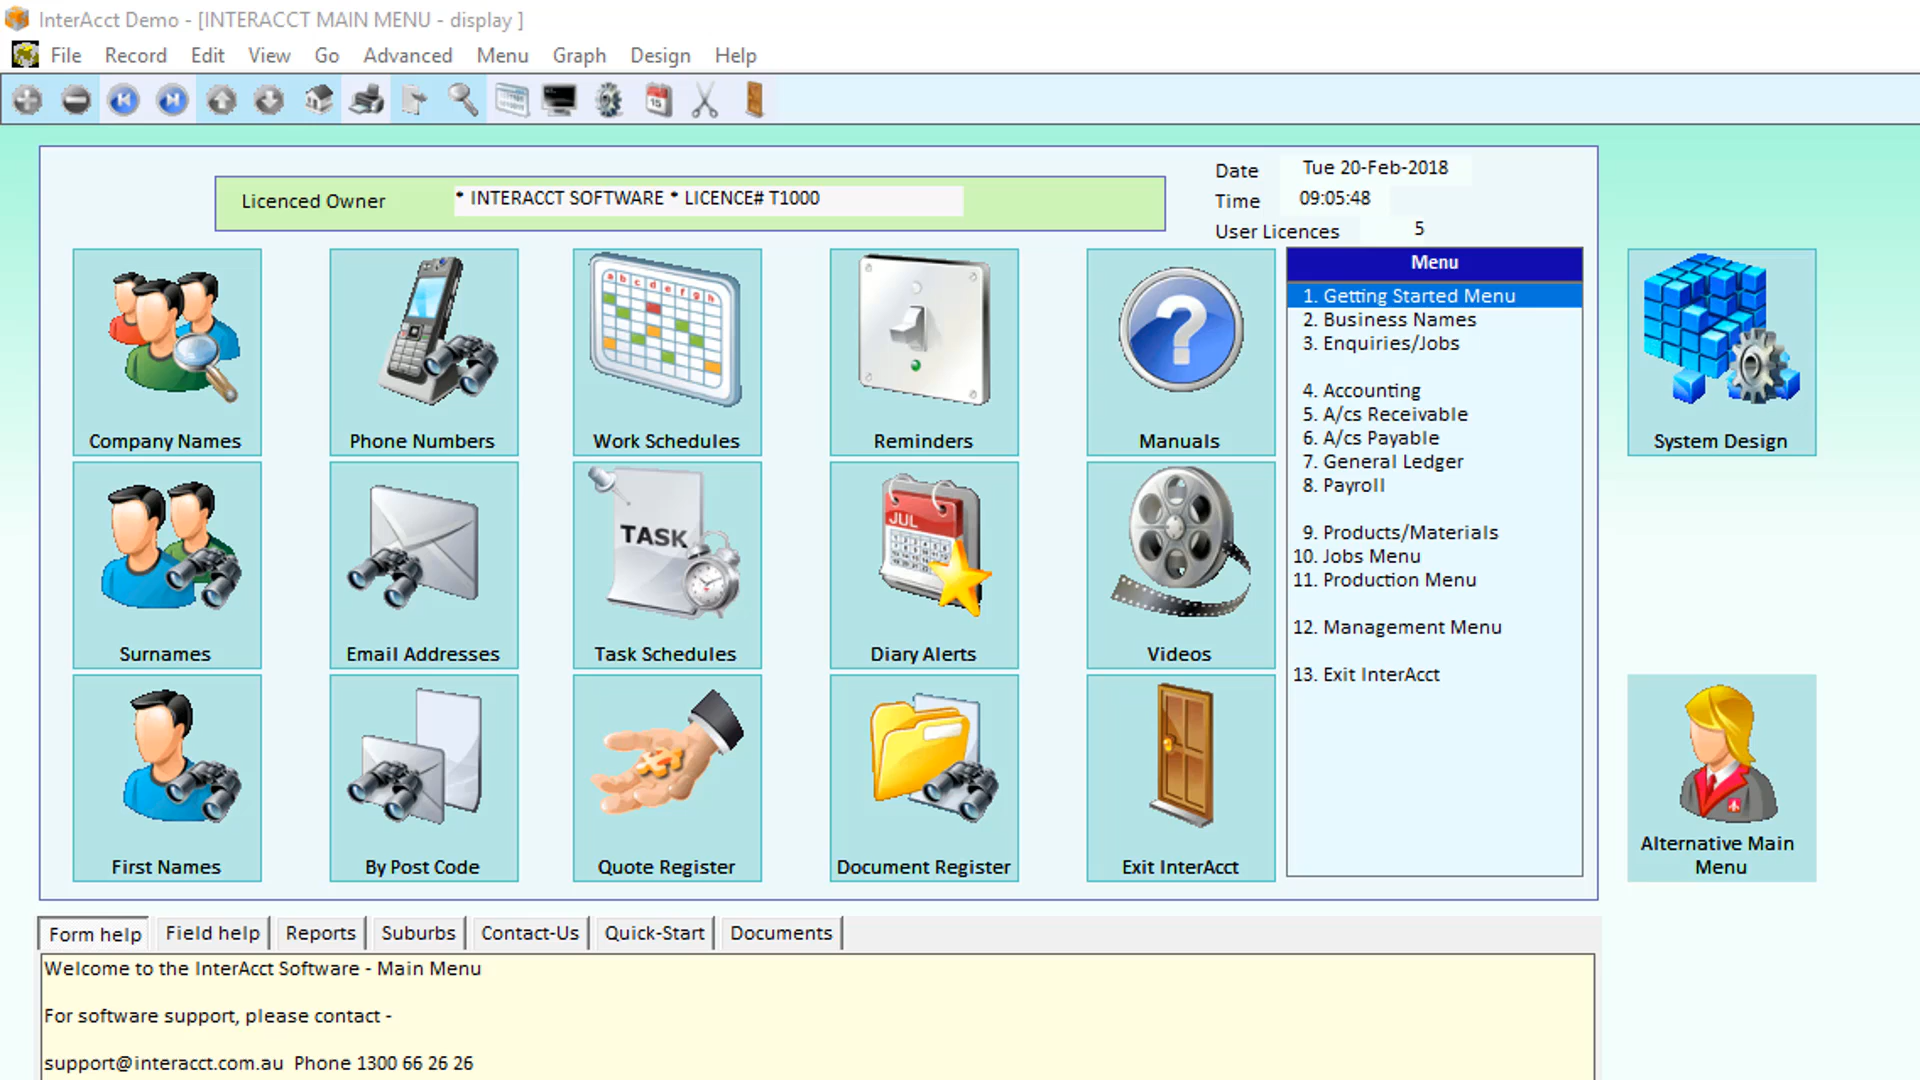 InterAcct Demo - [INTERACCT MAIN MENU - display ]
File Record Edit View Go Advanced Menu Graph Design Help
15
Licenced Owner * INTERACCT SOFTWARE * LICENCE# T1000
Date Tue 20-Feb-2018
Time 09:05:48
User Licences 5
a b c d e f g h
Company Names
Phone Numbers
Work Schedules
Reminders
?
Manuals
Surnames
Email Addresses
TASK
Task Schedules
JUL
Diary Alerts
Videos
First Names
By Post Code
Quote Register
Document Register
Exit InterAcct
Menu
1. Getting Started Menu
2. Business Names
3. Enquiries/Jobs
4. Accounting
5. A/cs Receivable
6. A/cs Payable
7. General Ledger
8. Payroll
9. Products/Materials
10. Jobs Menu
11. Production Menu
12. Management Menu
13. Exit InterAcct
System Design
Alternative Main
Menu
Form help Field help Reports Suburbs Contact-Us Quick-Start Documents
Welcome to the InterAcct Software - Main Menu
For software support, please contact -
support@interacct.com.au Phone 1300 66 26 26